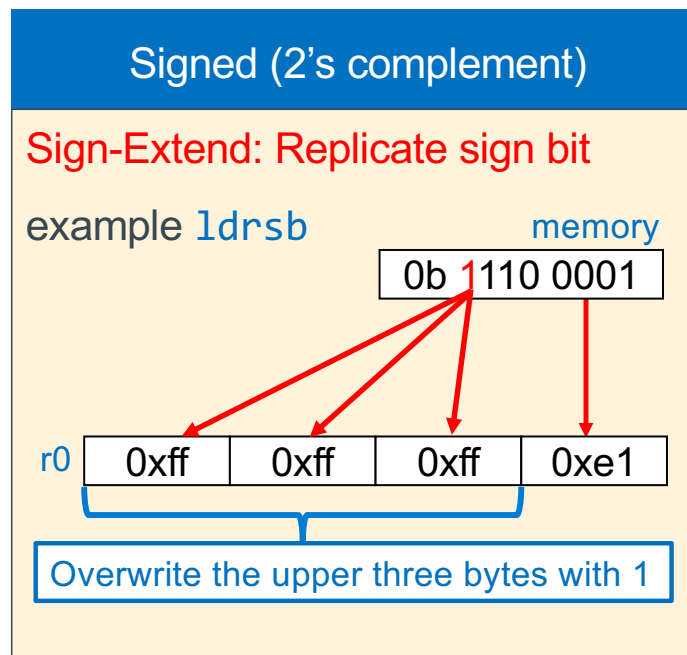 Signed (2's complement)
Sign-Extend: Replicate sign bit
example ldrsb
memory
0b 1110 0001
r0 0xff 0xff 0xff 0xe1
Overwrite the upper three bytes with 1